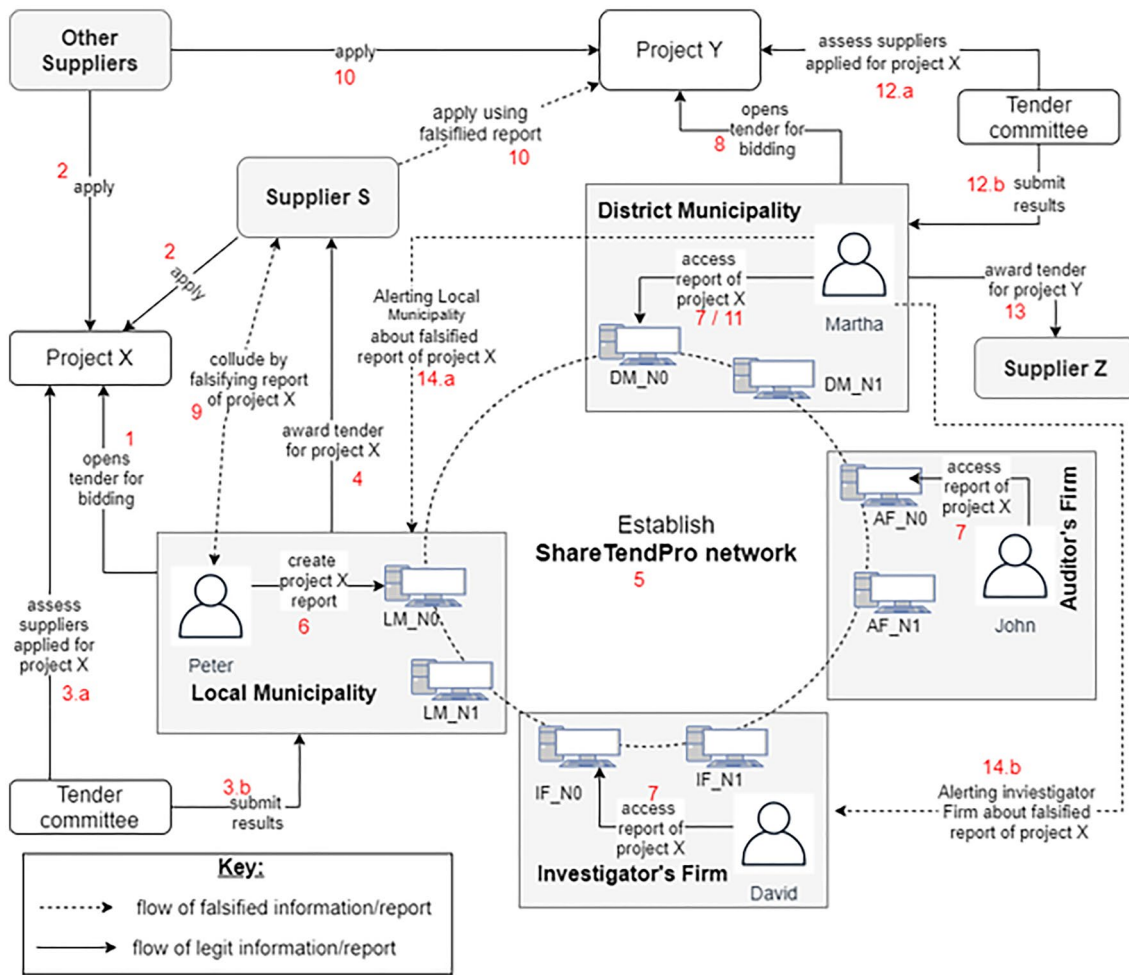 Other
Suppliers
apply
10
Project Y
assess suppliers
applied for project X
12.a
Tender
committee
apply using
falsiflied report
10
opens
tender for
bidding
8
2
apply
Supplier S
12.b
submit
results
District Municipality
2
apply
access
report of
project X
7 / 11
Martha
award tender
for project Y
13
Alerting Local
Municipality
about falsified
report of project X
14.a
Project X
collude by
falsifying report
of project X
9
DM_N0
DM_N1
Supplier Z
1
opens
tender for
bidding
award tender
for project X
4
access
report of
project X
7
AF_N0
John
AF_N1
Auditor's Firm
Establish
ShareTendPro network
5
create
project X
report
6
LM_N0
Peter
Local Municipality
LM_N1
assess
suppliers
applied for
project X
3.a
IF_N0
IF_N1
7
access
report of
project X
David
Investigator's Firm
14.b
Alerting inviestigator
Firm about falsified
report of project X
Tender
committee
3.b
submit
results
Key:
flow of falsified information/report
flow of legit information/report